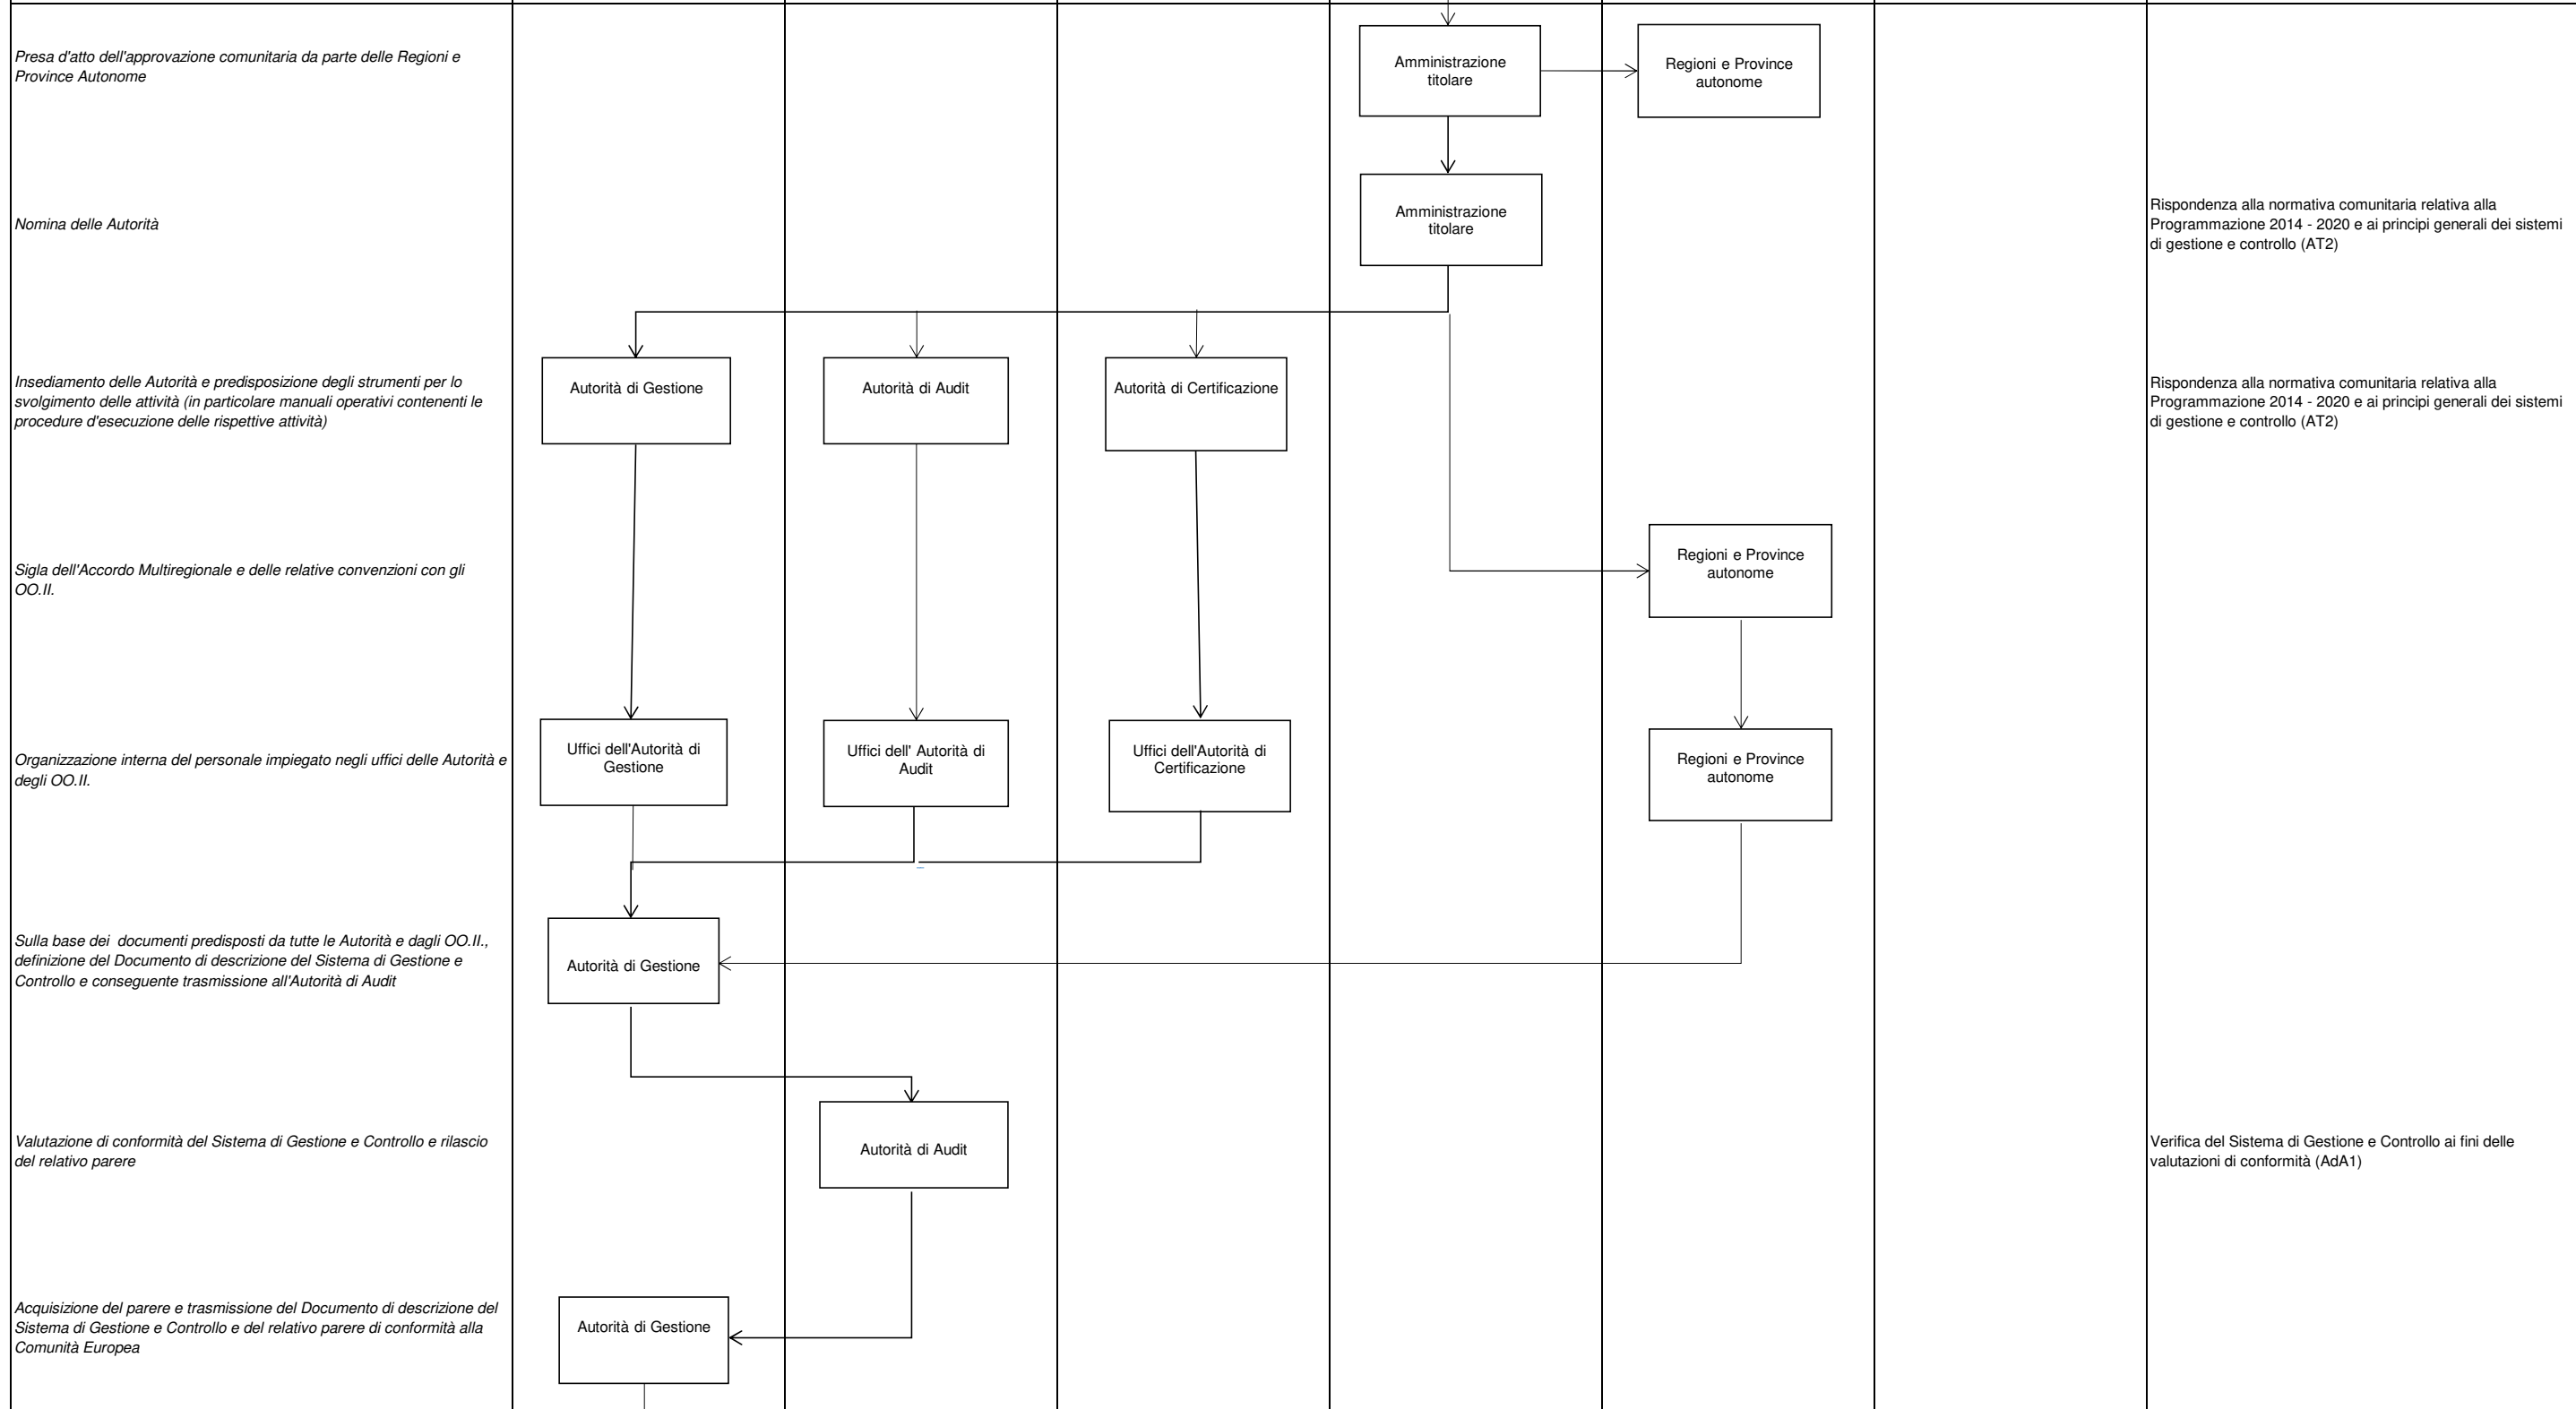 Presa d'atto dell'approvazione comunitaria da parte delle Regioni e
Province Autonome
Amministrazione
titolare
Regioni e Province
autonome
Nomina delle Autorità
Amministrazione
titolare
Rispondenza alla normativa comunitaria relativa alla
Programmazione 2014 - 2020 e ai principi generali dei sistemi
di gestione e controllo (AT2)
Insediamento delle Autorità e predisposizione degli strumenti per lo
svolgimento delle attività (in particolare manuali operativi contenenti le
procedure d'esecuzione delle rispettive attività)
Autorità di Gestione
Autorità di Audit
Autorità di Certificazione
Rispondenza alla normativa comunitaria relativa alla
Programmazione 2014 - 2020 e ai principi generali dei sistemi
di gestione e controllo (AT2)
Sigla dell'Accordo Multiregionale e delle relative convenzioni con gli
OO.II.
Regioni e Province
autonome
Organizzazione interna del personale impiegato negli uffici delle Autorità e
degli OO.II.
Uffici dell'Autorità di
Gestione
Uffici dell' Autorità di
Audit
Uffici dell'Autorità di
Certificazione
Regioni e Province
autonome
Sulla base dei  documenti predisposti da tutte le Autorità e dagli OO.II.,
definizione del Documento di descrizione del Sistema di Gestione e
Controllo e conseguente trasmissione all'Autorità di Audit
Autorità di Gestione
Valutazione di conformità del Sistema di Gestione e Controllo e rilascio
del relativo parere
Autorità di Audit
Verifica del Sistema di Gestione e Controllo ai fini delle
valutazioni di conformità (AdA1)
Acquisizione del parere e trasmissione del Documento di descrizione del
Sistema di Gestione e Controllo e del relativo parere di conformità alla
Comunità Europea
Autorità di Gestione